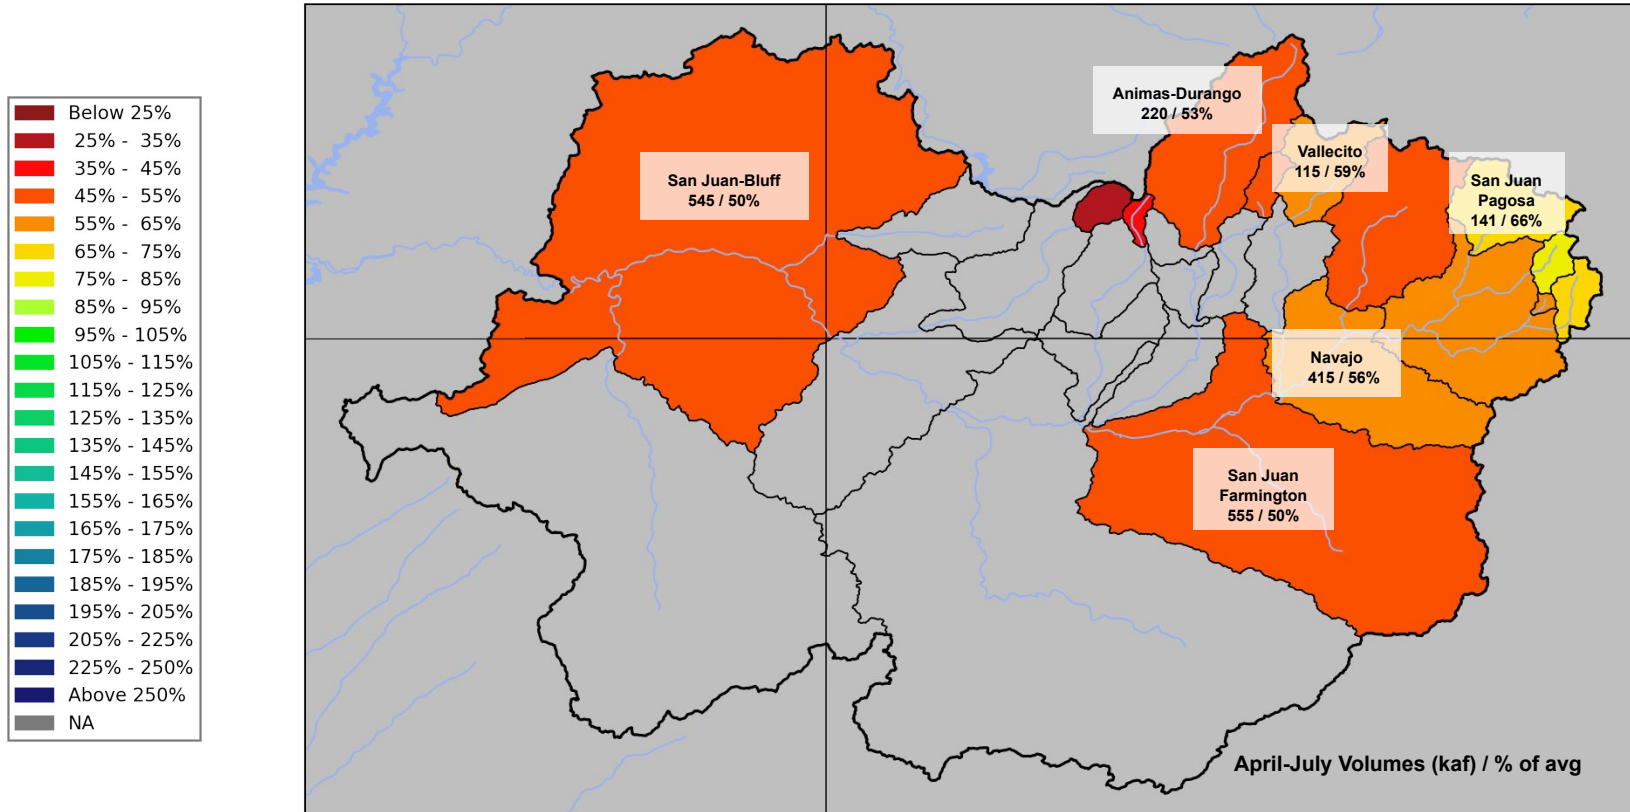 Below 25%
25% - 35%
35% - 45%
45% - 55%
55% - 65%
65% - 75%
75% - 85%
85% - 95%
95% - 105%
105% - 115%
115% - 125%
125% - 135%
135% - 145%
145% - 155%
155% - 165%
165% - 175%
175% - 185%
185% - 195%
195% - 205%
205% - 225%
225% - 250%
Above 250%
NA
Animas-Durango
220 / 53%
Vallecito
115 / 59%
San Juan
Pagosa
141 / 66%
San Juan-Bluff
545 / 50%
Navajo
415 / 56%
San Juan
Farmington
555 / 50%
April-July Volumes (kaf) / % of avg